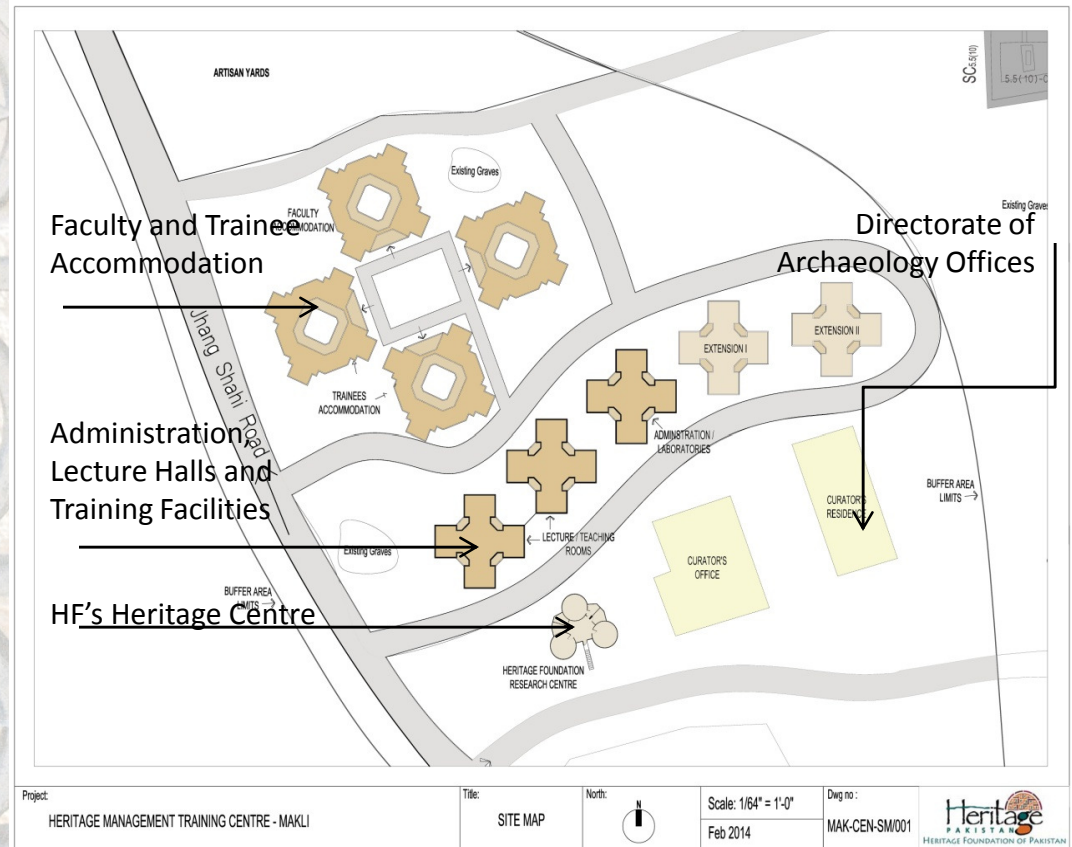 ARTISAN YARDS
SC5.5(10)
5.5(10)-C
Existing Graves
Existing Graves
FACULTY
ACCOMMODATION
Faculty and Trainee
Accommodation
Directorate of
Archaeology Offices
Jhang Shahi Road
EXTENSION I
EXTENSION II
TRAINEES
ACCOMMODATION
ADMINSTRATION /
LABORATORIES
Administration,
Lecture Halls and
Training Facilities
BUFFER AREA
LIMITS
CURATOR'S
RESIDENCE
LECTURE / TEACHING
ROOMS
Existing Graves
CURATOR'S
OFFICE
BUFFER AREA
LIMITS
HF's Heritage Centre
HERITAGE FOUNDATION
RESEARCH CENTRE
Project:
HERITAGE MANAGEMENT TRAINING CENTRE - MAKLI
Title:
SITE MAP
North:
N
Scale: 1/64" = 1'-0"
Feb 2014
Dwg no :
MAK-CEN-SM/001
Heritage
PAKISTAN
HERITAGE FOUNDATION OF PAKISTAN